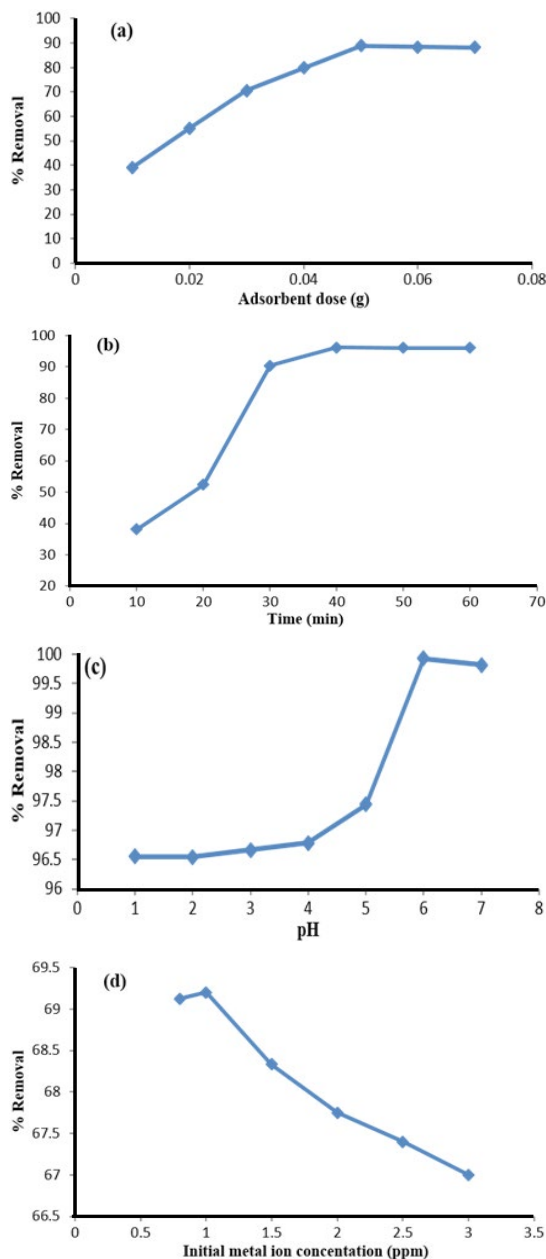 (a)
% Removal
100
90
80
70
60
50
40
30
20
10
0
0 0.02 0.04 0.06 0.08
Adsorbent dose (g)
(b)
% Removal
100
90
80
70
60
50
40
30
20
0 10 20 30 40 50 60 70
Time (min)
(c)
% Removal
100
99.5
99
98.5
98
97.5
97
96.5
96
0 1 2 3 4 5 6 7 8
pH
(d)
% Removal
69.5
69
68.5
68
67.5
67
66.5
0 0.5 1 1.5 2 2.5 3 3.5
Initial metal ion concentation (ppm)